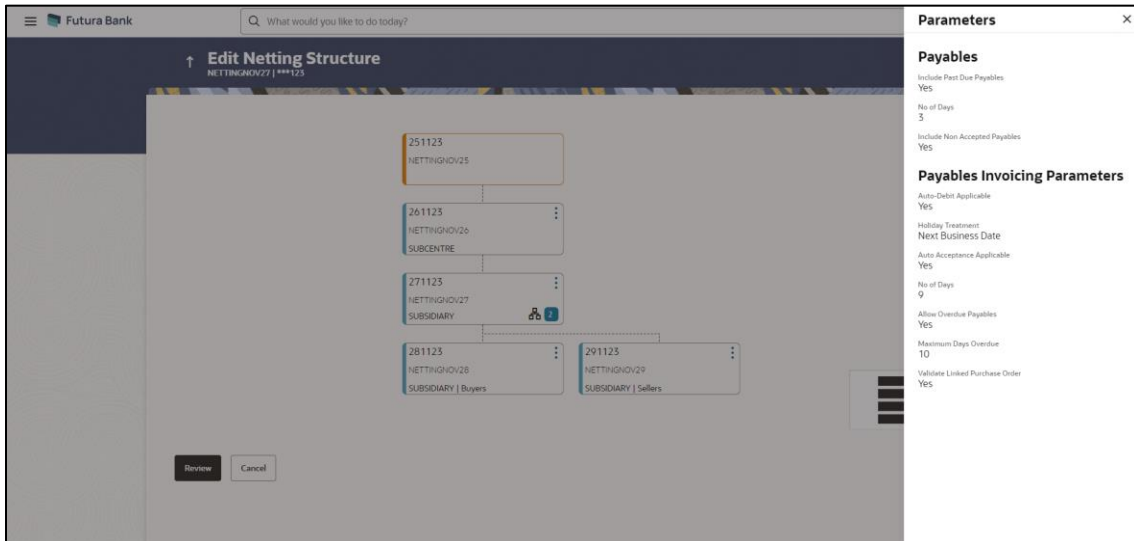 Futura Bank
What would you like to do today?
Edit Netting Structure
NETTINGNOV27 | ***123
251123
NETTINGNOV25
261123
NETTINGNOV26
SUBCENTRE
271123
NETTINGNOV27
SUBSIDIARY
2
281123
NETTINGNOV28
SUBSIDIARY | Buyers
291123
NETTINGNOV29
SUBSIDIARY | Sellers
Review
Cancel
Parameters
Payables
Include Past Due Payables
Yes
No of Days
3
Include Non Accepted Payables
Yes
Payables Invoicing Parameters
Auto-Debit Applicable
Yes
Holiday Treatment
Next Business Date
Auto Acceptance Applicable
Yes
No of Days
9
Allow Overdue Payables
Yes
Maximum Days Overdue
10
Validate Linked Purchase Order
Yes